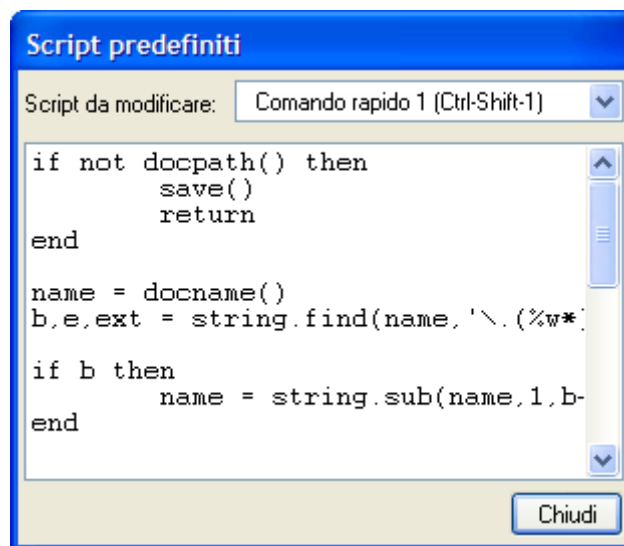 Script predefiniti
Script da modificare: Comando rapido 1 (Ctrl-Shift-1)
if not docpath() then
save()
return
end
name = docname()
b,e,ext = string.find(name,'\.(%w*)
if b then
name = string.sub(name,1,b-
end
Chiudi